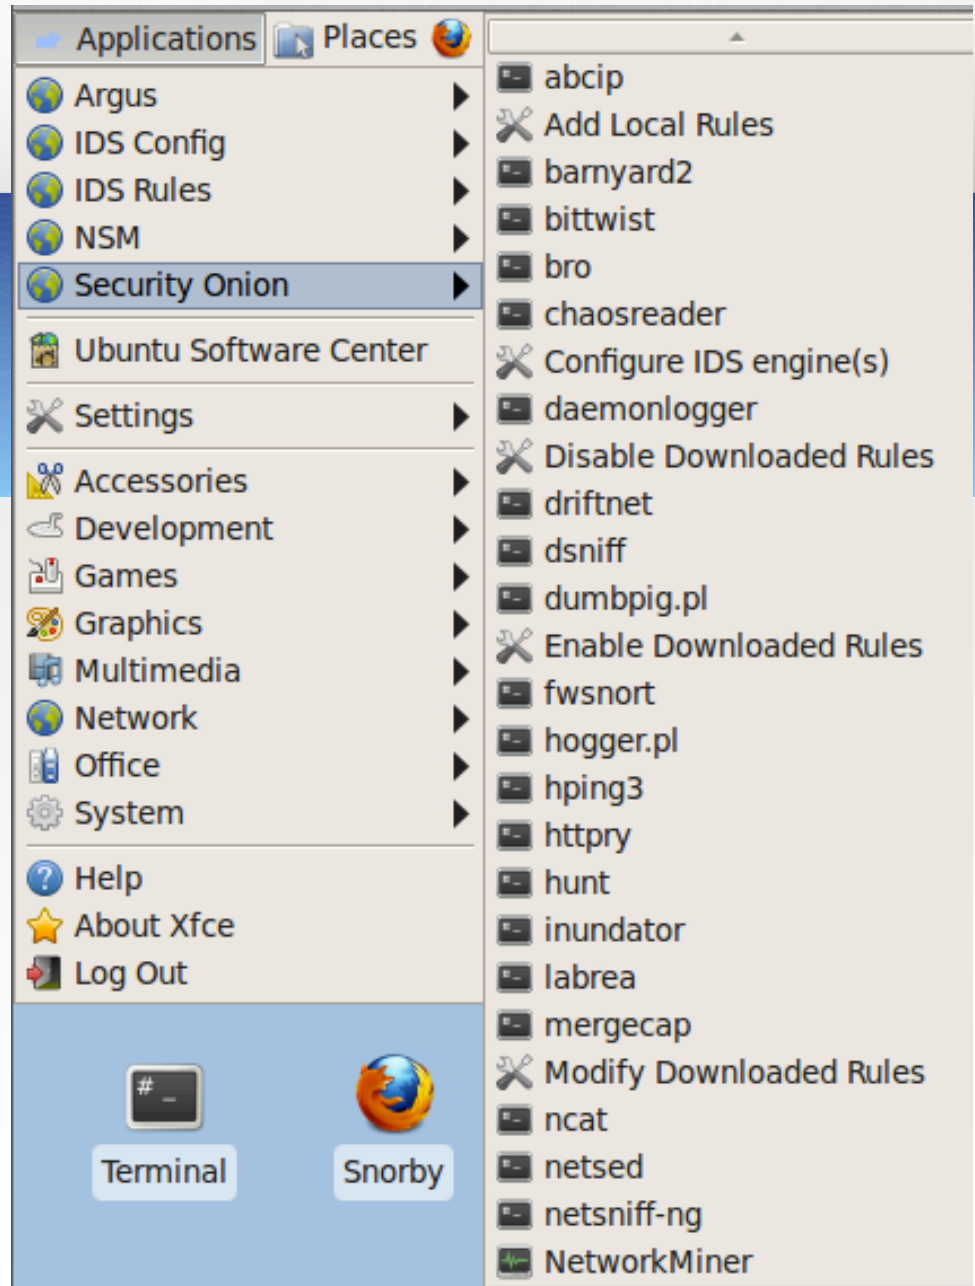 Applications Places
Argus
IDS Config
IDS Rules
NSM
Security Onion
Ubuntu Software Center
Settings
Accessories
Development
Games
Graphics
Multimedia
Network
Office
System
Help
About Xfce
Log Out
# _
Terminal
Snorby
abcip
Add Local Rules
barnyard2
bittwist
bro
chaosreader
Configure IDS engine(s)
daemonlogger
Disable Downloaded Rules
driftnet
dsniff
dumbpig.pl
Enable Downloaded Rules
fwsnort
hogger.pl
hping3
httpry
hunt
inundator
labrea
mergecap
Modify Downloaded Rules
ncat
netsed
netsniff-ng
NetworkMiner